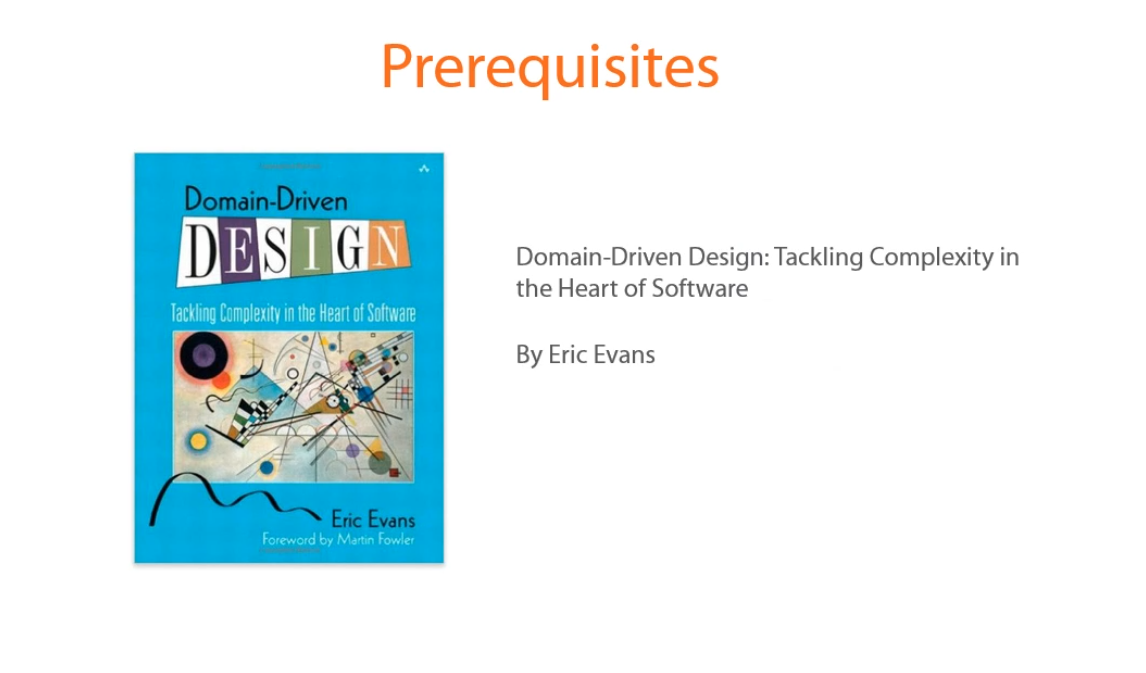 Prerequisites
Domain-Driven
DESIGN
Tackling Complexity in the Heart of Software
Eric Evans
Foreword by Martin Fowler
Domain-Driven Design: Tackling Complexity in
the Heart of Software
By Eric Evans